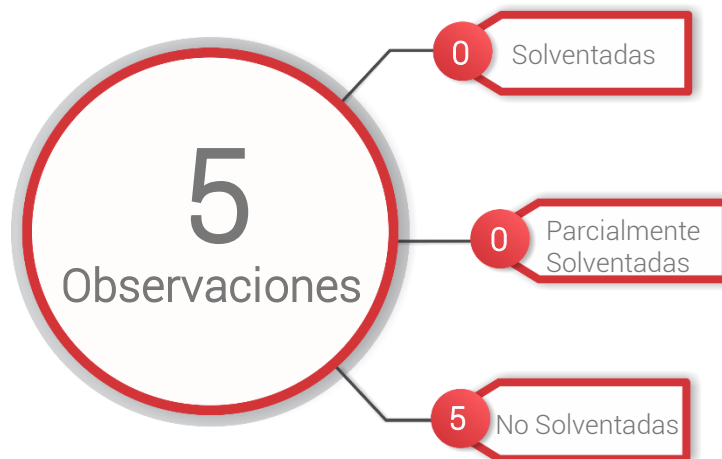 5
Observaciones
0
Solventadas
0
Parcialmente
Solventadas
5
No Solventadas